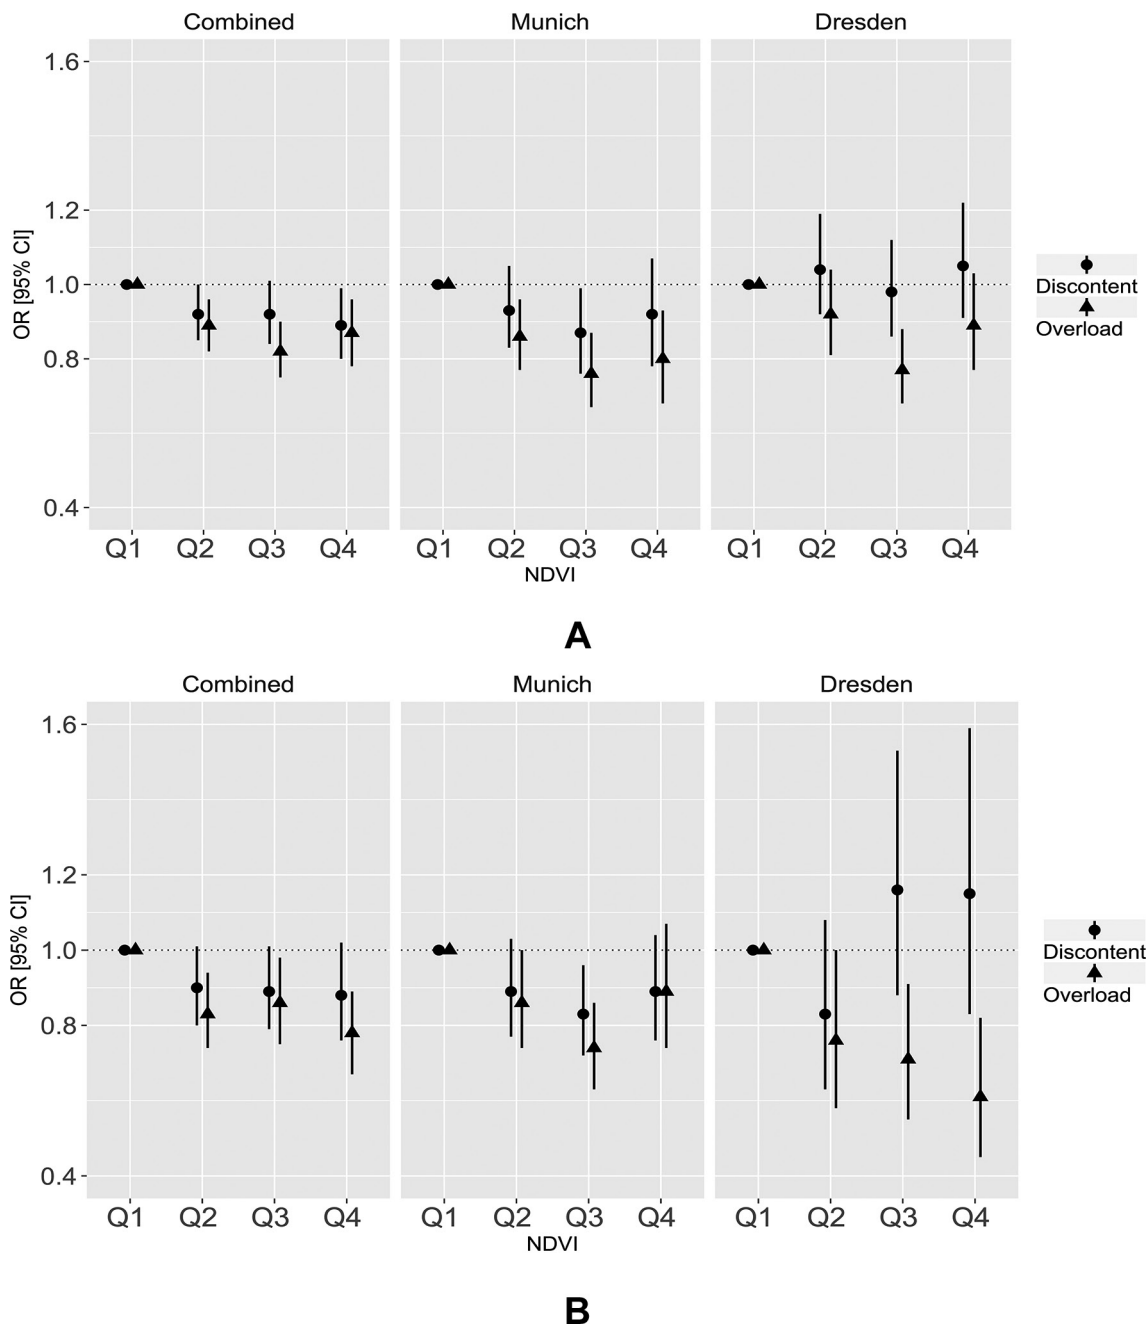 Combined Munich Dresden
1.6
1.2
1.0
0.8
0.4
OR [95% CI]
Discontent
Overload
Q1 Q2 Q3 Q4 Q1 Q2 Q3 Q4 Q1 Q2 Q3 Q4
NDVI
A
Combined Munich Dresden
1.6
1.2
1.0
0.8
0.4
OR [95% CI]
Discontent
Overload
Q1 Q2 Q3 Q4 Q1 Q2 Q3 Q4 Q1 Q2 Q3 Q4
NDVI
B